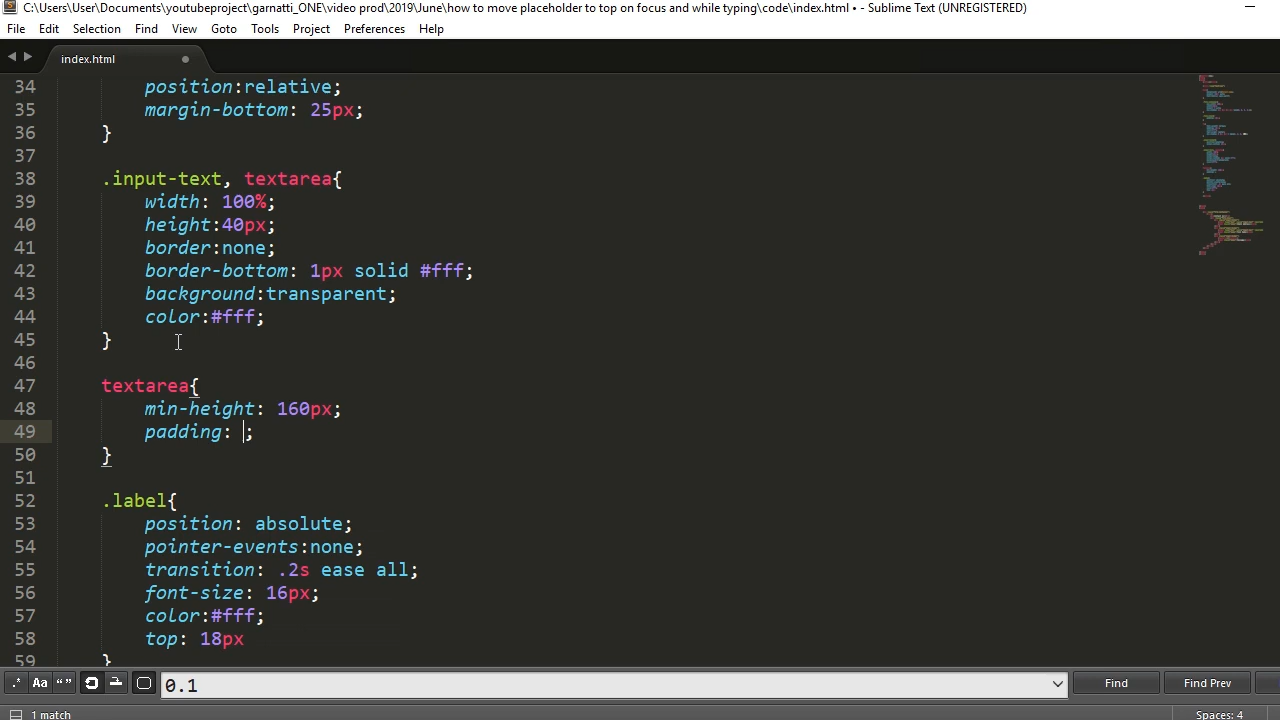 C:\Users\User\Documents\youtubeproject\garnatti_ONE\video prod\2019\June\how to move placeholder to top on focus and while typing\code\index.html • - Sublime Text (UNREGISTERED)
File Edit Selection Find View Goto Tools Project Preferences Help
index.html
34 position:relative;
35 margin-bottom: 25px;
36 }
37
38 .input-text, textarea{
39 width: 100%;
40 height:40px;
41 border:none;
42 border-bottom: 1px solid #fff;
43 background:transparent;
44 color:#fff;
45 }
46
47 textarea{
48 min-height: 160px;
49 padding: ;
50 }
51
52 .label{
53 position: absolute;
54 pointer-events:none;
55 transition: .2s ease all;
56 font-size: 16px;
57 color:#fff;
58 top: 18px
59 }
.* Aa “” 0.1 Find Find Prev
1 match Spaces: 4